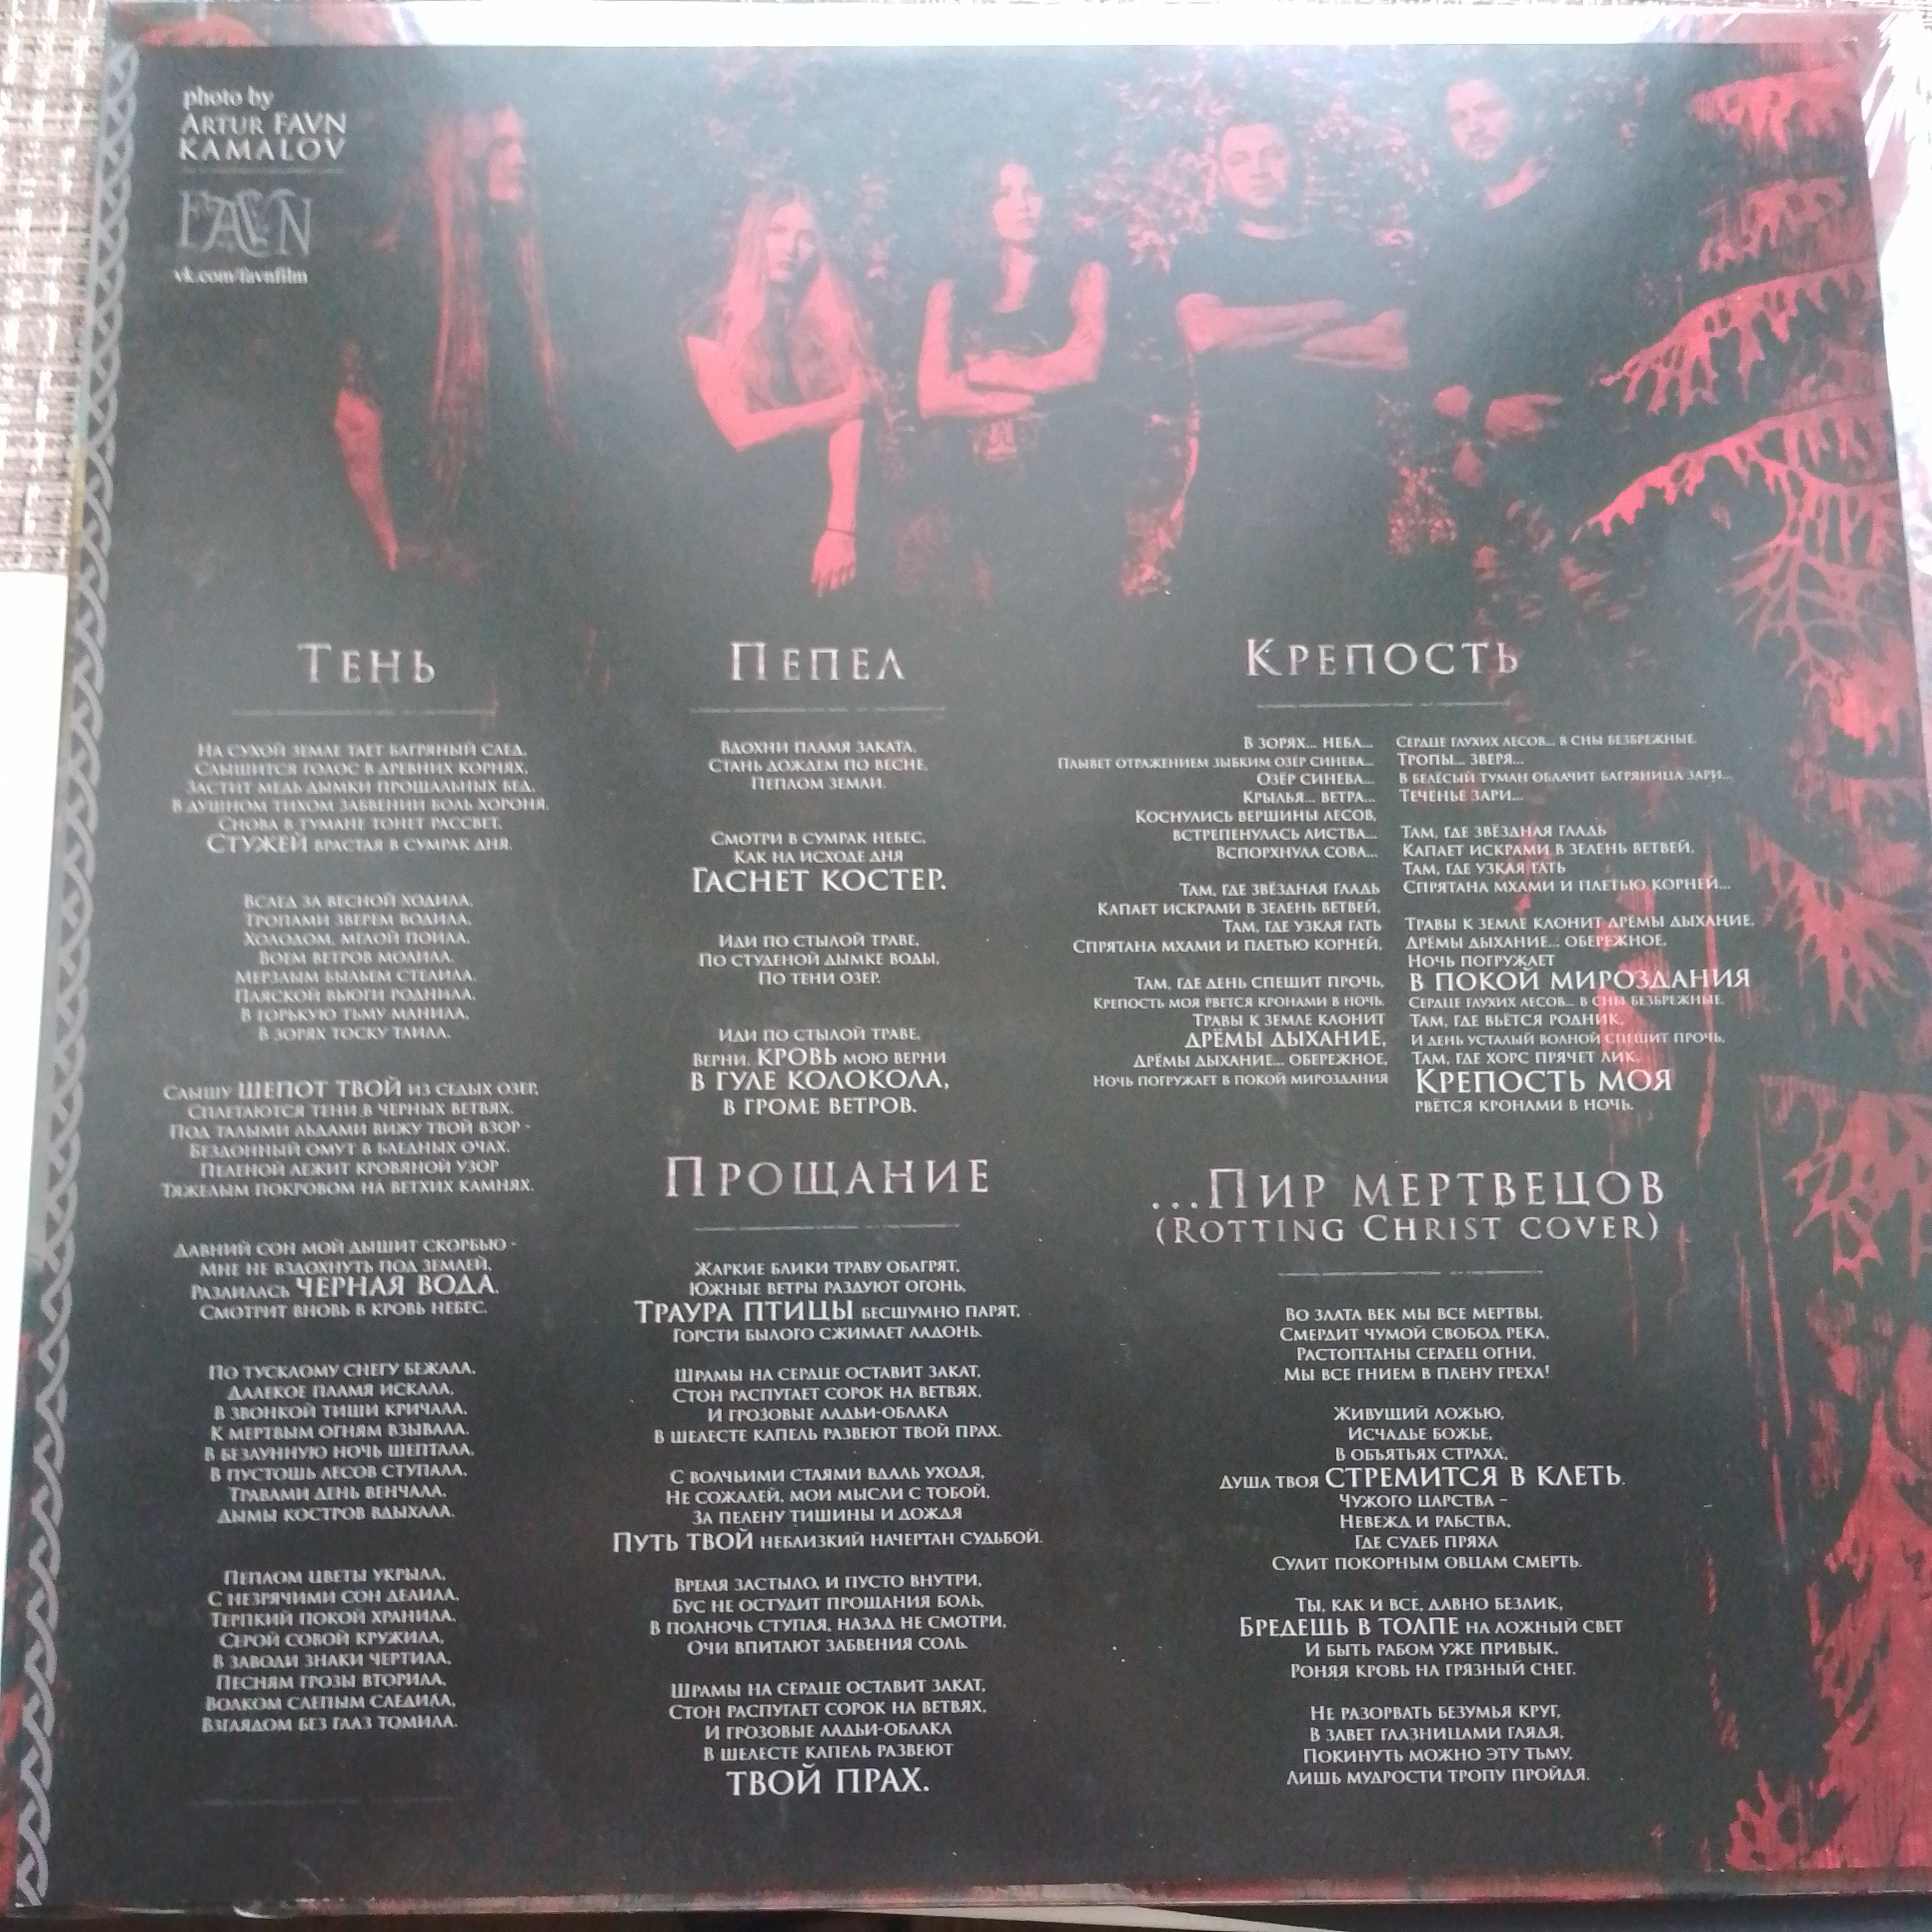 photo by
Artur FAVN
KAMALOV
FAVN
vk.com/favnfilm
Тень
На сухой земле тает багряный след,
Слышится голос в древних корнях,
Застит медь дымки прощальных бед,
В душном тихом забвении боль хороня.
Снова в тумане тонет рассвет,
Стужей врастая в сумрак дня.
Вслед за весной ходила,
Тропами зверем водила,
Холодом, мглой поила,
Воем ветров молила,
Мерзлым быльем стелила,
Пляской вьюги роднила,
В горькую тьму манила,
В зорях тоску таила.
Слышу шепот твой из седых озер,
Сплетаются тени в черных ветвях.
Под талыми льдами вижу твой взор -
Бездонный омут в бледных очах.
Пеленой лежит кровяной узор
Тяжелым покровом на ветхих камнях.
Давний сон мой дышит скорбью -
Мне не вздохнуть под землей,
Разлилась черная вода,
Смотрит вновь в кровь небес.
По тусклому снегу бежала,
Далекое пламя искала,
В звонкой тиши кричала,
К мертвым огням взывала.
В безлунную ночь шептала,
В пустошь лесов ступала,
Травами день венчала,
Дымы костров вдыхала.
Пеплом цветы укрыла,
С незрячими сон делила,
Терпкий покой хранила,
Серой совой кружила,
В заводи знаки чертила,
Песням грозы вторила,
Волком слепым следила,
Взглядом без глаз томила.
Пепел
Вдохни пламя заката,
Стань дождем по весне,
Пеплом земли.
Смотри в сумрак небес,
Как на исходе дня
Гаснет костер.
Иди по стылой траве,
По студеной дымке воды,
По тени озер.
Иди по стылой траве,
Верни, кровь мою верни
В гуле колокола,
В громе ветров.
Прощание
Жаркие блики траву обагрят,
Южные ветры раздуют огонь,
Траура птицы бесшумно парят,
Горсти былого сжимает ладонь.
Шрамы на сердце оставит закат,
Стон распугает сорок на ветвях,
И грозовые ладьи-облака
В шелесте капель развеют твой прах.
С волчьими стаями вдаль уходя,
Не сожалей, мои мысли с тобой.
За пелену тишины и дождя
Путь твой неблизкий начертан судьбой.
Время застыло, и пусто внутри,
Бус не остудит прощания боль,
В полночь ступая, назад не смотри,
Очи впитают забвения соль.
Шрамы на сердце оставит закат,
Стон распугает сорок на ветвях,
И грозовые ладьи-облака
В шелесте капель развеют
твой прах.
Крепость
В зорях... неба...
Плывет отражением зыбким озёр синева...
Озёр синева...
Крылья... ветра...
Коснулись вершины лесов,
встрепенулась листва...
Вспорхнула сова...
Там, где звёздная гладь
Капает искрами в зелень ветвей,
Там, где узкая гать
Спрятана мхами и плетью корней,
Там, где день спешит прочь,
Крепость моя рвется кронами в ночь.
Травы к земле клонит
дрёмы дыхание,
Дрёмы дыхание... обережное,
Ночь погружает в покой мироздания
Сердце глухих лесов... в сны безбрежные.
Тропы... зверя...
В белесый туман облачит багряница зари...
Теченье зари...
Там, где звёздная гладь
Капает искрами в зелень ветвей,
Там, где узкая гать
Спрятана мхами и плетью корней...
Травы к земле клонит дрёмы дыхание,
Дрёмы дыхание... обережное,
Ночь погружает
в покой мироздания
Сердце глухих лесов... в сны безбрежные.
Там, где вьётся родник,
И день усталый волной спешит прочь,
Там, где Хорс прячет лик,
Крепость моя
рвётся кронами в ночь.
...Пир мертвецов
(Rotting Christ cover)
Во злата век мы все мертвы,
Смердит чумой свобод река,
Растоптаны сердец огни,
Мы все гнием в плену греха!
Живущий ложью,
Исчадье божье,
В объятьях страха,
Душа твоя стремится в клеть.
Чужого царства -
Невежд и рабства,
Где судеб пряха
Сулит покорным овцам смерть.
Ты, как и все, давно безлик,
Бредешь в толпе на ложный свет
И быть рабом уже привык,
Роняя кровь на грязный снег.
Не разорвать безумья круг,
В завет глазницами глядя,
Покинуть можно эту тьму,
Лишь мудрости тропу пройдя.